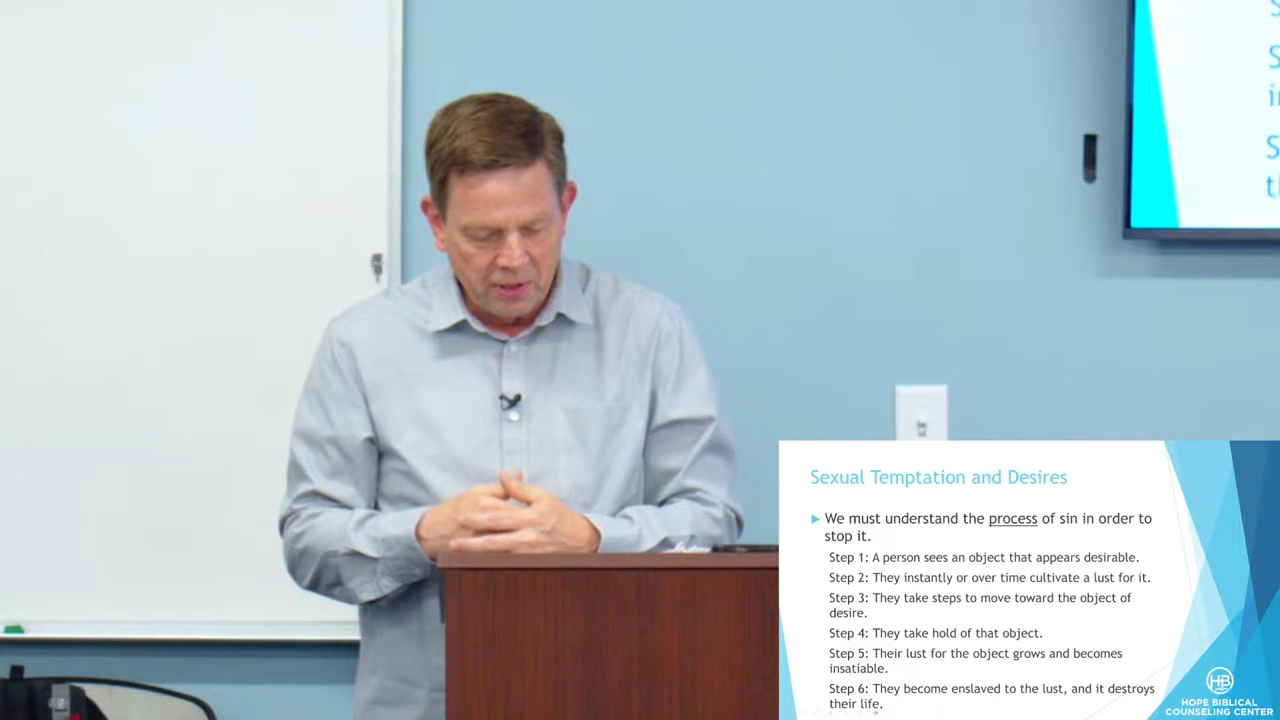 Sexual Temptation and Desires
We must understand the process of sin in order to
stop it.
Step 1: A person sees an object that appears desirable.
Step 2: They instantly or over time cultivate a lust for it.
Step 3: They take steps to move toward the object of
desire.
Step 4: They take hold of that object.
Step 5: Their lust for the object grows and becomes
insatiable.
Step 6: They become enslaved to the lust, and it destroys
their life.
HB
HOPE BIBLICAL
COUNSELING CENTER